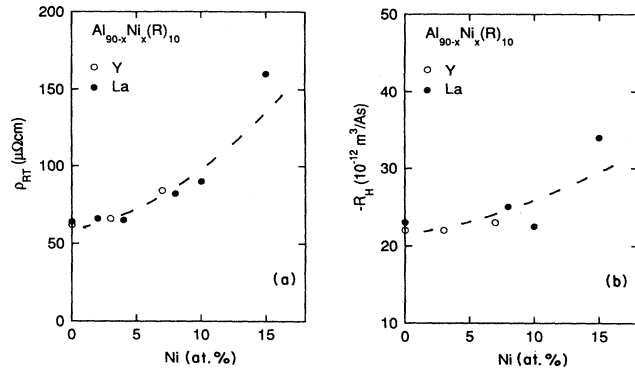 200
Al90-xNix(R)10
Y
La
150
100
50
0
ρRT (μΩcm)
(a)
0 5 10 15
Ni (at.%)
50
Al90-xNix(R)10
Y
La
40
30
20
10
-RH (10-12 m3/As)
(b)
0 5 10 15
Ni (at.%)